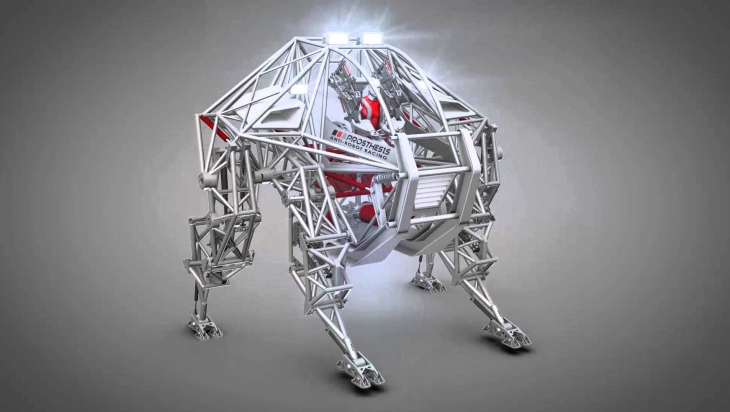 PROSTHESIS
ANTI-ROBOT RACING